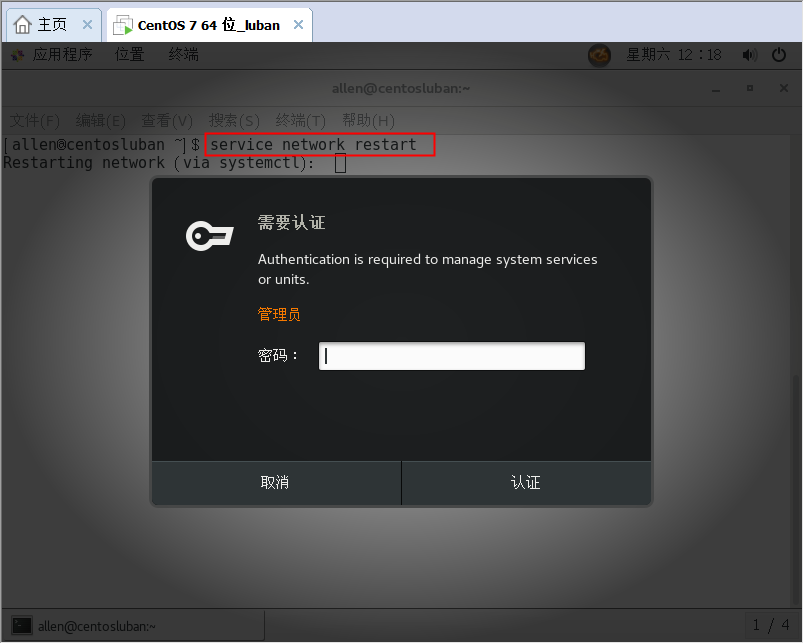 主页
CentOS 7 64 位_luban
应用程序 位置 终端 星期六 12:18
allen@centosluban:~
文件(F) 编辑(E) 查看(V) 搜索(S) 终端(T) 帮助(H)
[allen@centosluban ~]$ service network restart
Restarting network (via systemctl):
需要认证
Authentication is required to manage system services
or units.
管理员
密码：
取消 认证
allen@centosluban:~ 1 / 4